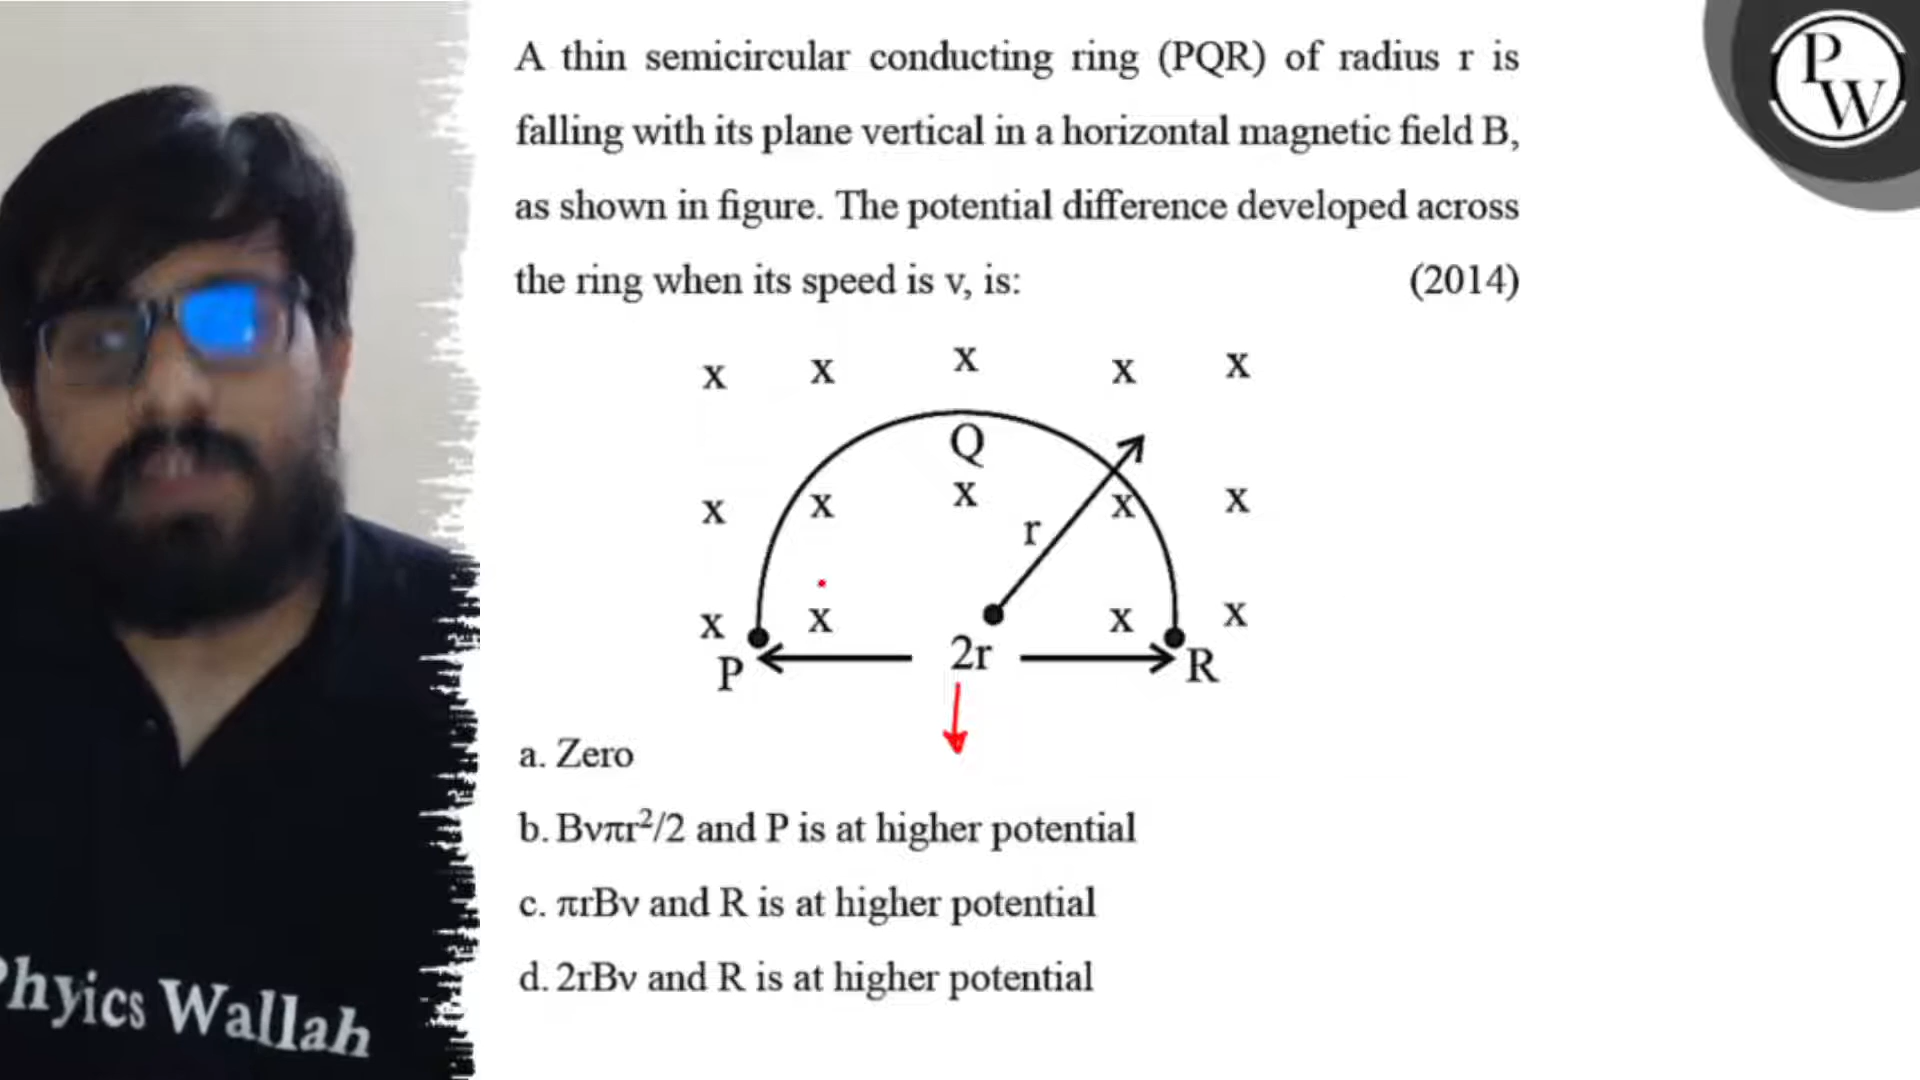 A thin semicircular conducting ring (PQR) of radius r is
falling with its plane vertical in a horizontal magnetic field B,
as shown in figure. The potential difference developed across
the ring when its speed is v, is: (2014)
x x x x x
Q
x x x x x
r
x x x x
P 2r R
a. Zero
b. Bvπr²/2 and P is at higher potential
c. πrBv and R is at higher potential
d. 2rBv and R is at higher potential
P
W
Phyics Wallah